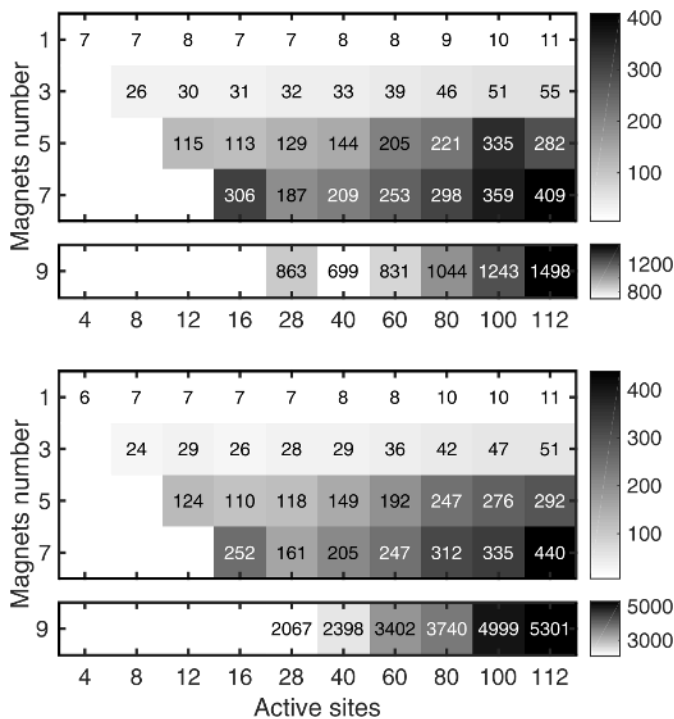 1 7 7 8 7 7 8 8 9 10 11
3 26 30 31 32 33 39 46 51 55
5 115 113 129 144 205 221 335 282
7 306 187 209 253 298 359 409
Magnets number
400
300
200
100
9 863 699 831 1044 1243 1498
1200
800
4 8 12 16 28 40 60 80 100 112
1 6 7 7 7 7 8 8 10 10 11
3 24 29 26 28 29 36 42 47 51
5 124 110 118 149 192 247 276 292
7 252 161 205 247 312 335 440
Magnets number
400
300
200
100
9 2067 2398 3402 3740 4999 5301
5000
3000
4 8 12 16 28 40 60 80 100 112
Active sites